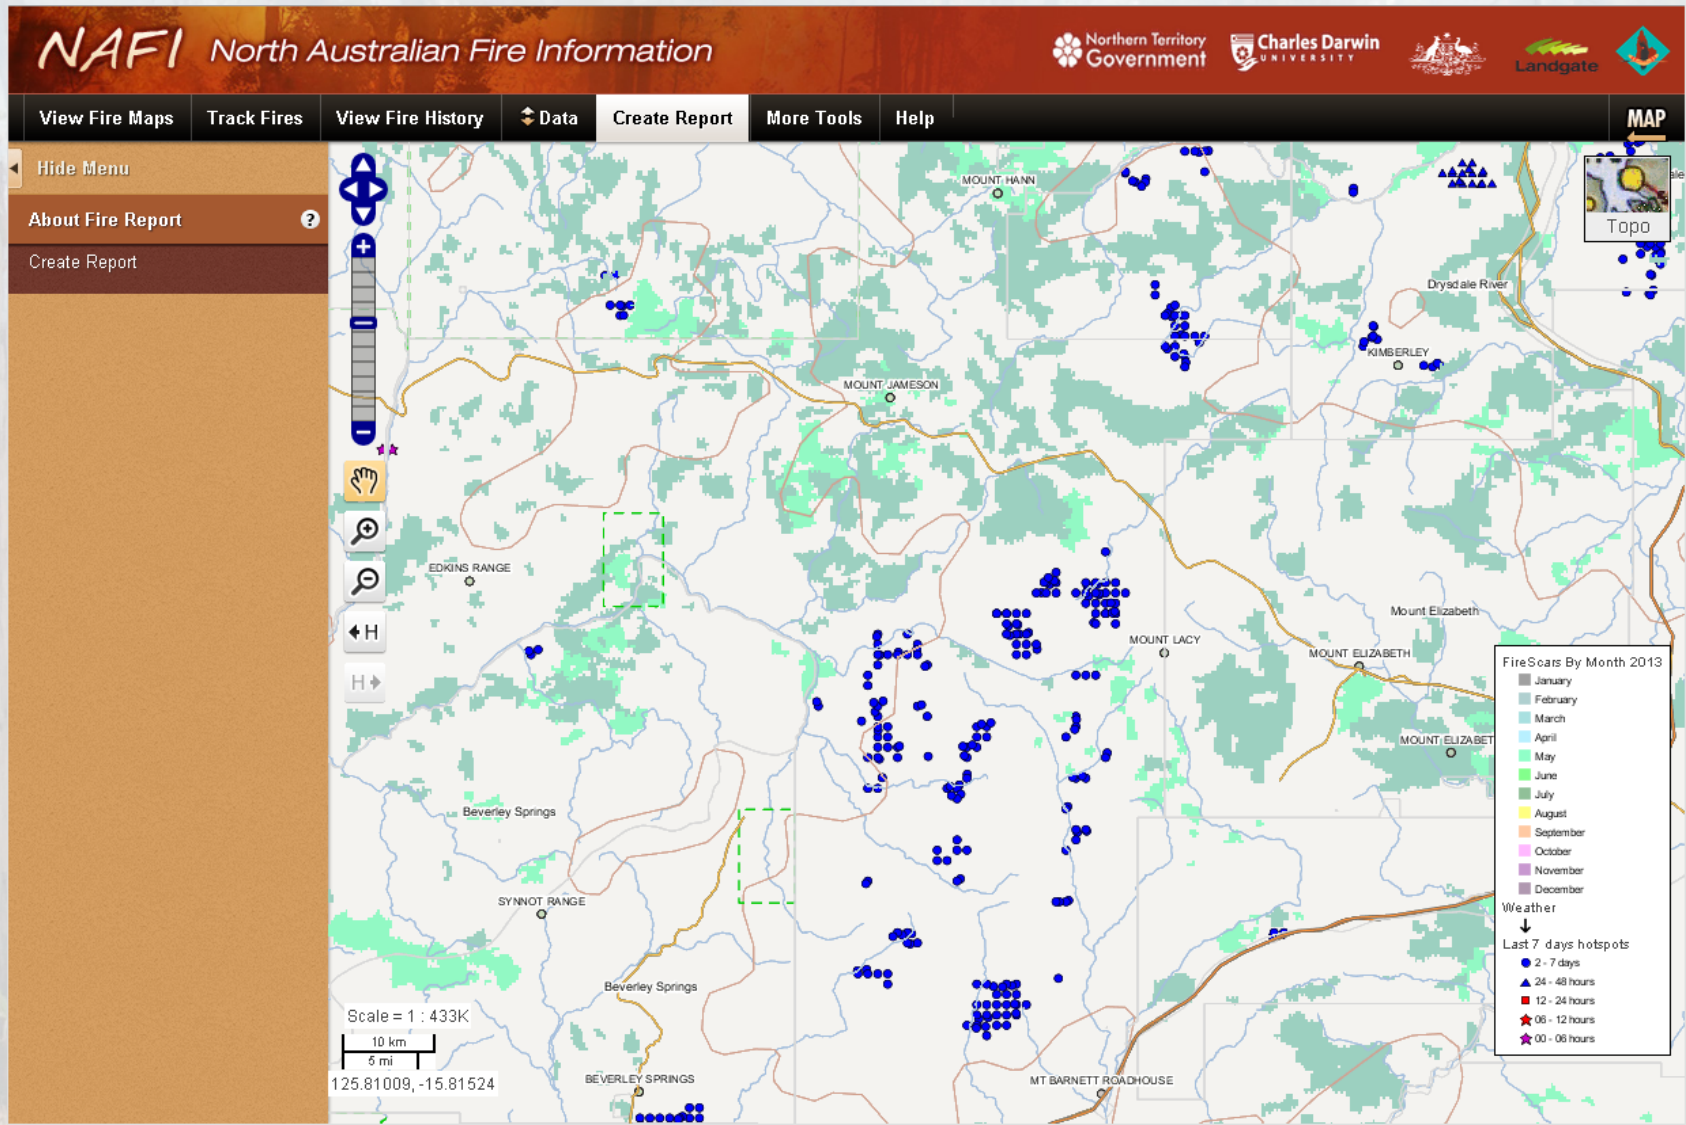 NAFI North Australian Fire Information
Northern Territory
Government
Charles Darwin
UNIVERSITY
Landgate
View Fire Maps
Track Fires
View Fire History
Data
Create Report
More Tools
Help
MAP
Hide Menu
About Fire Report ?
Create Report
Topo
MOUNT HANN
Drysdale River
KIMBERLEY
MOUNT JAMESON
EDKINS RANGE
Mount Elizabeth
MOUNT LACY
MOUNT ELIZABETH
MOUNT ELIZABET
Beverley Springs
SYNNOT RANGE
Beverley Springs
BEVERLEY SPRINGS
MT BARNETT ROADHOUSE
H
H
Scale = 1 : 433K
10 km
5 mi
125.81009, -15.81524
FireScars By Month 2013
January
February
March
April
May
June
July
August
September
October
November
December
Weather
Last 7 days hotspots
2 - 7 days
24 - 48 hours
12 - 24 hours
06 - 12 hours
00 - 06 hours